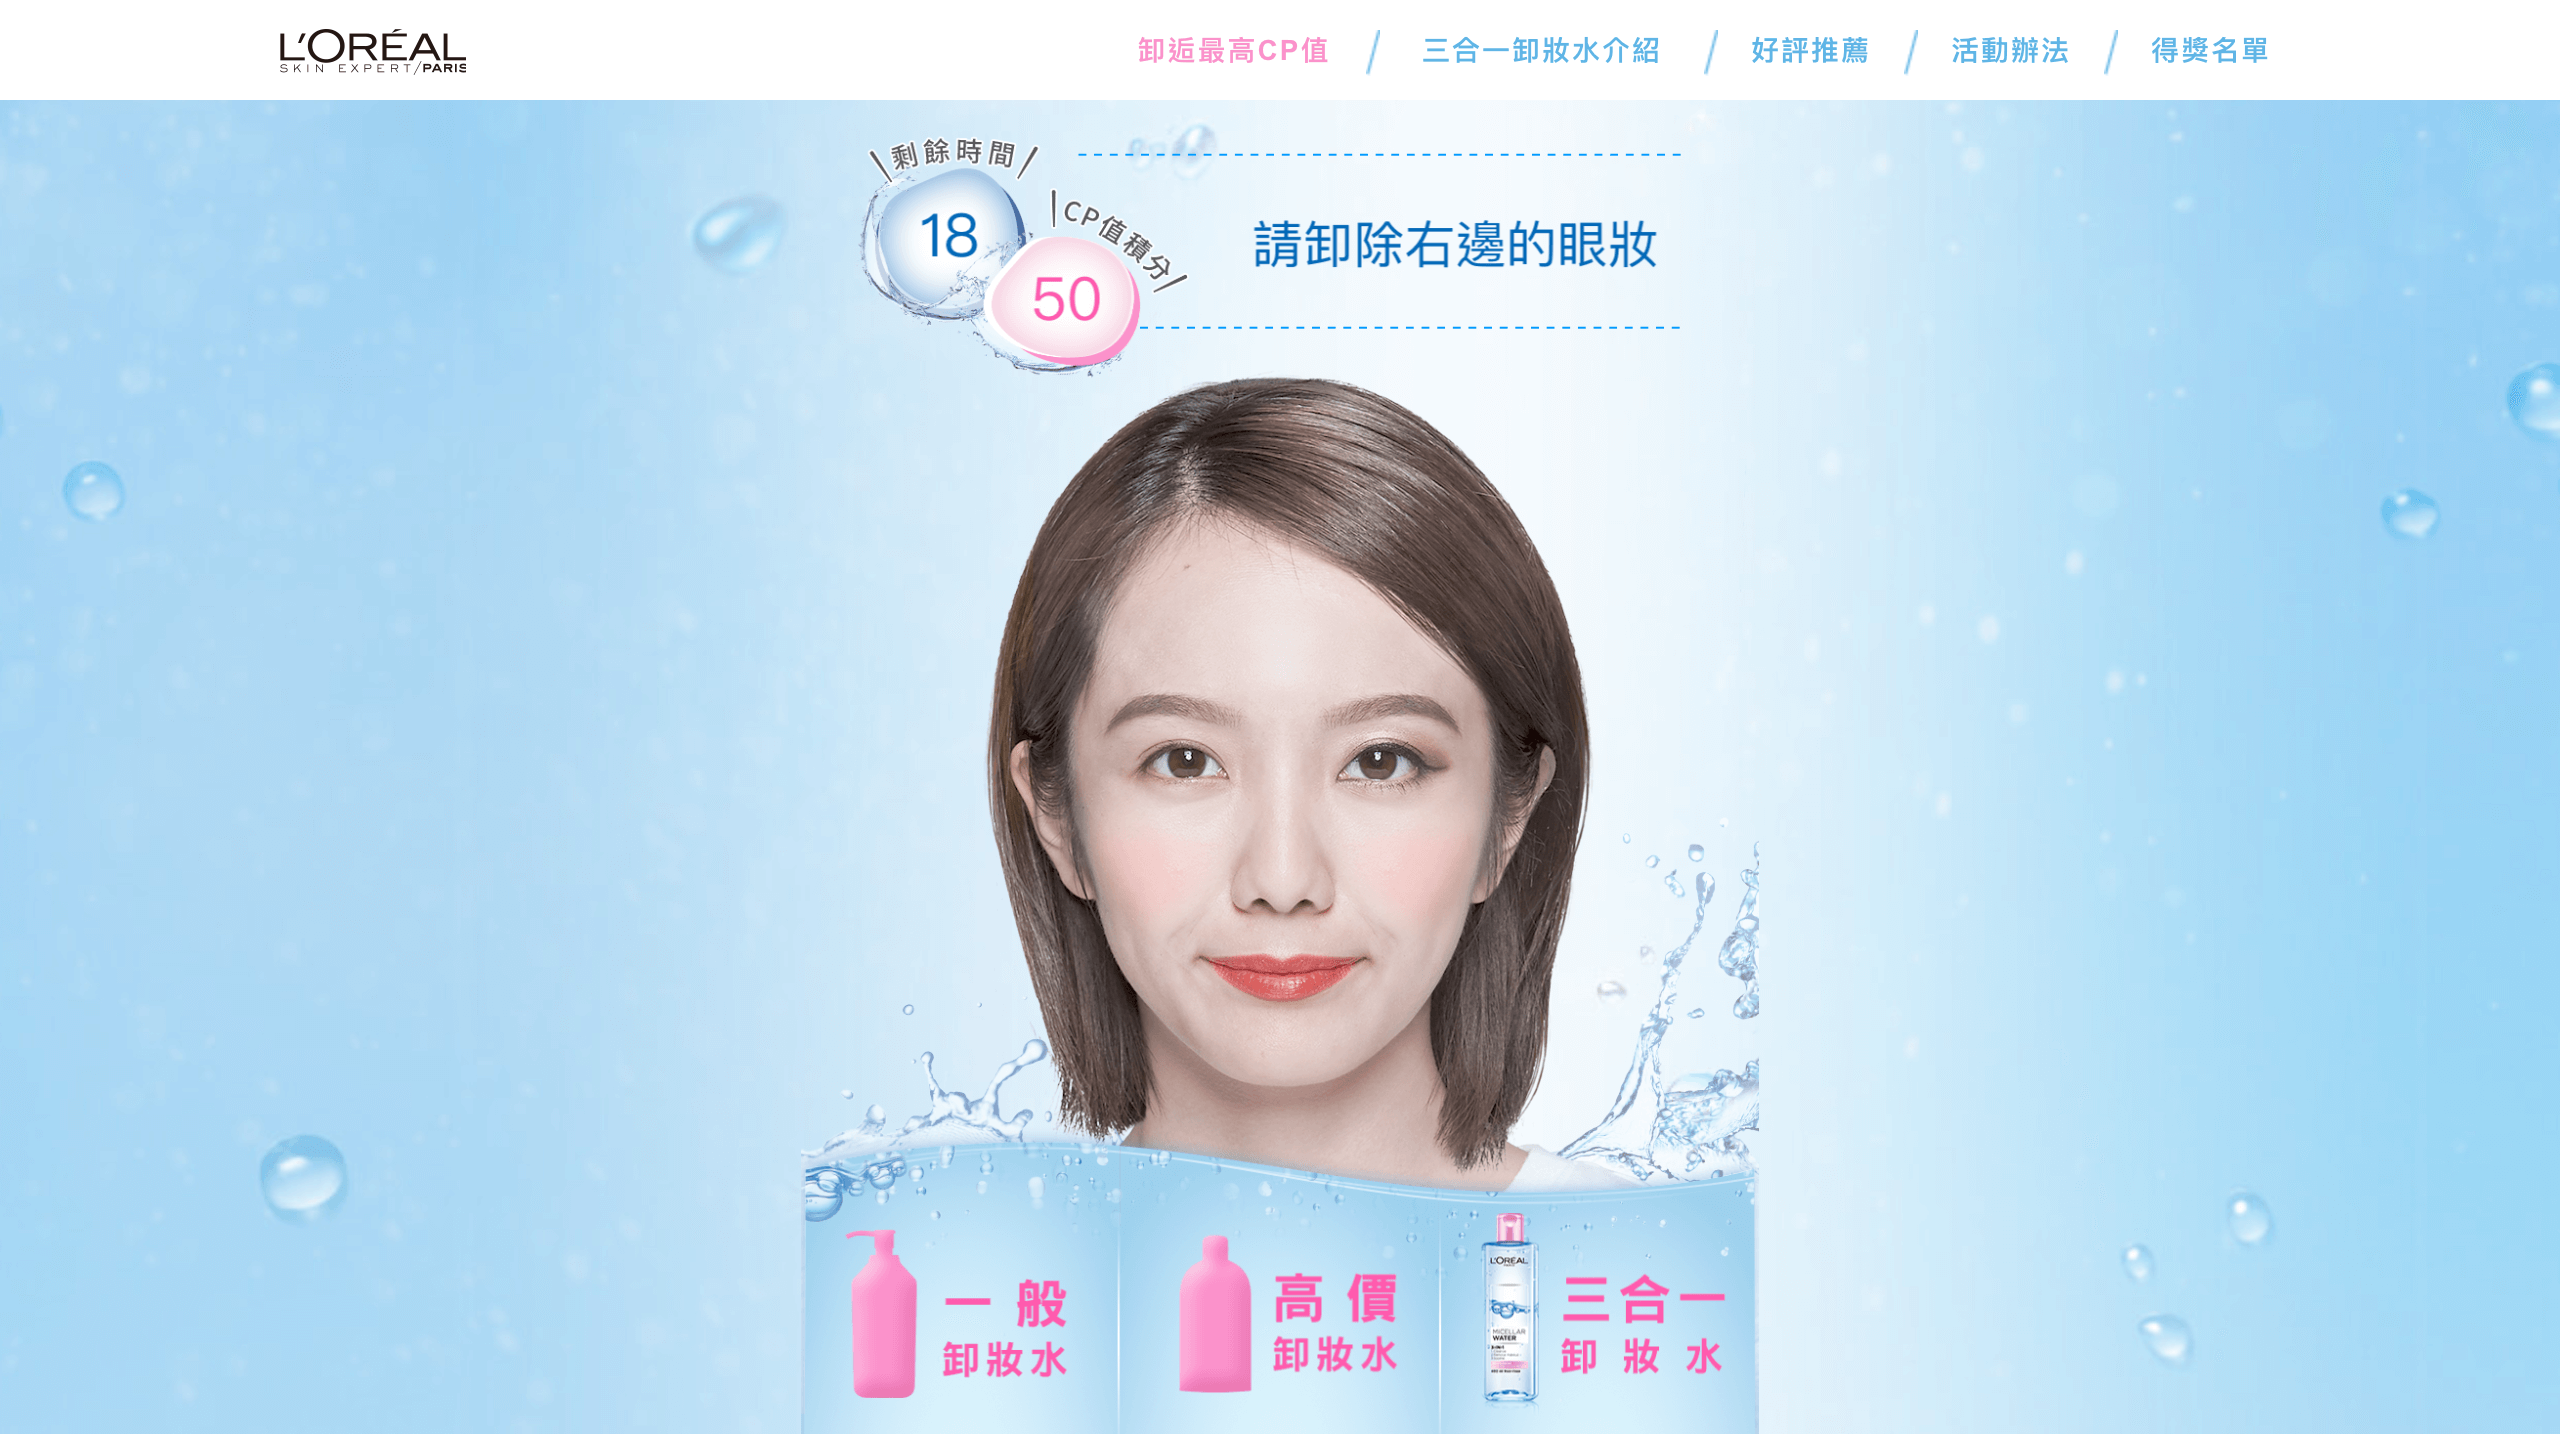 L'ORÉAL
SKIN EXPERT/PARIS
卸近最高CP值
三合一卸妝水介紹
好評推薦
活動辦法
得獎名單
剩餘時間
18
CP值積分
50
請卸除右邊的眼妝
一般
卸妝水
高價
卸妝水
L'ORÉAL
MICELLAR
WATER
三合一
卸妝水